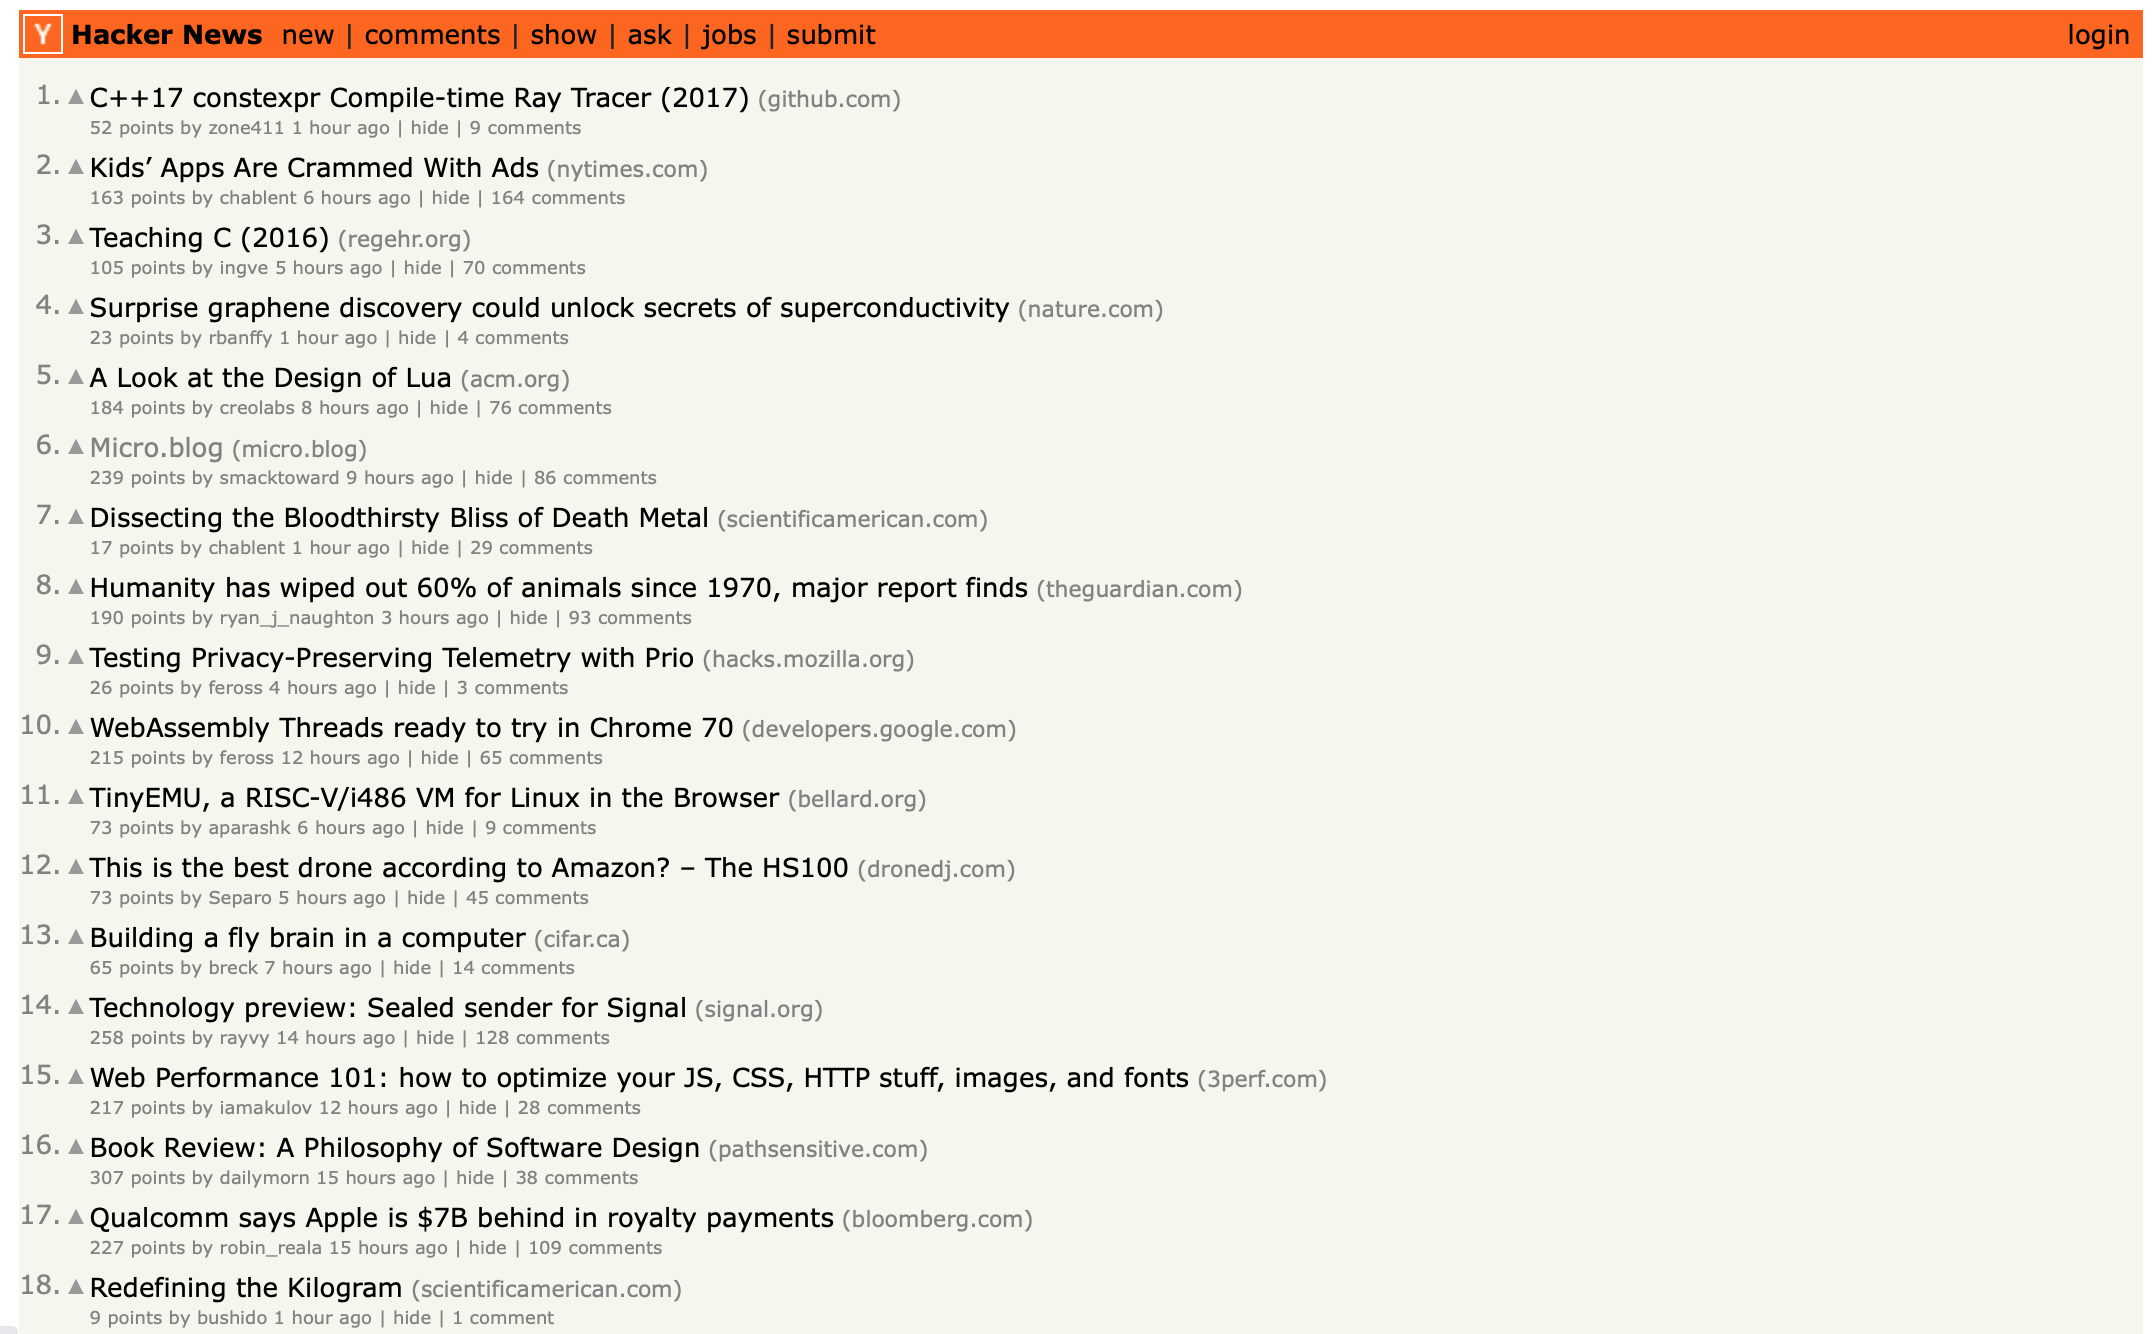 Y Hacker News new | comments | show | ask | jobs | submit login
1. ▲ C++17 constexpr Compile-time Ray Tracer (2017) (github.com)
52 points by zone411 1 hour ago | hide | 9 comments
2. ▲ Kids’ Apps Are Crammed With Ads (nytimes.com)
163 points by chablent 6 hours ago | hide | 164 comments
3. ▲ Teaching C (2016) (regehr.org)
105 points by ingve 5 hours ago | hide | 70 comments
4. ▲ Surprise graphene discovery could unlock secrets of superconductivity (nature.com)
23 points by rbanffy 1 hour ago | hide | 4 comments
5. ▲ A Look at the Design of Lua (acm.org)
184 points by creolabs 8 hours ago | hide | 76 comments
6. ▲ Micro.blog (micro.blog)
239 points by smacktoward 9 hours ago | hide | 86 comments
7. ▲ Dissecting the Bloodthirsty Bliss of Death Metal (scientificamerican.com)
17 points by chablent 1 hour ago | hide | 29 comments
8. ▲ Humanity has wiped out 60% of animals since 1970, major report finds (theguardian.com)
190 points by ryan_j_naughton 3 hours ago | hide | 93 comments
9. ▲ Testing Privacy-Preserving Telemetry with Prio (hacks.mozilla.org)
26 points by feross 4 hours ago | hide | 3 comments
10. ▲ WebAssembly Threads ready to try in Chrome 70 (developers.google.com)
215 points by feross 12 hours ago | hide | 65 comments
11. ▲ TinyEMU, a RISC-V/i486 VM for Linux in the Browser (bellard.org)
73 points by aparashk 6 hours ago | hide | 9 comments
12. ▲ This is the best drone according to Amazon? – The HS100 (dronedj.com)
73 points by Separo 5 hours ago | hide | 45 comments
13. ▲ Building a fly brain in a computer (cifar.ca)
65 points by breck 7 hours ago | hide | 14 comments
14. ▲ Technology preview: Sealed sender for Signal (signal.org)
258 points by rayvy 14 hours ago | hide | 128 comments
15. ▲ Web Performance 101: how to optimize your JS, CSS, HTTP stuff, images, and fonts (3perf.com)
217 points by iamakulov 12 hours ago | hide | 28 comments
16. ▲ Book Review: A Philosophy of Software Design (pathsensitive.com)
307 points by dailymorn 15 hours ago | hide | 38 comments
17. ▲ Qualcomm says Apple is $7B behind in royalty payments (bloomberg.com)
227 points by robin_reala 15 hours ago | hide | 109 comments
18. ▲ Redefining the Kilogram (scientificamerican.com)
9 points by bushido 1 hour ago | hide | 1 comment